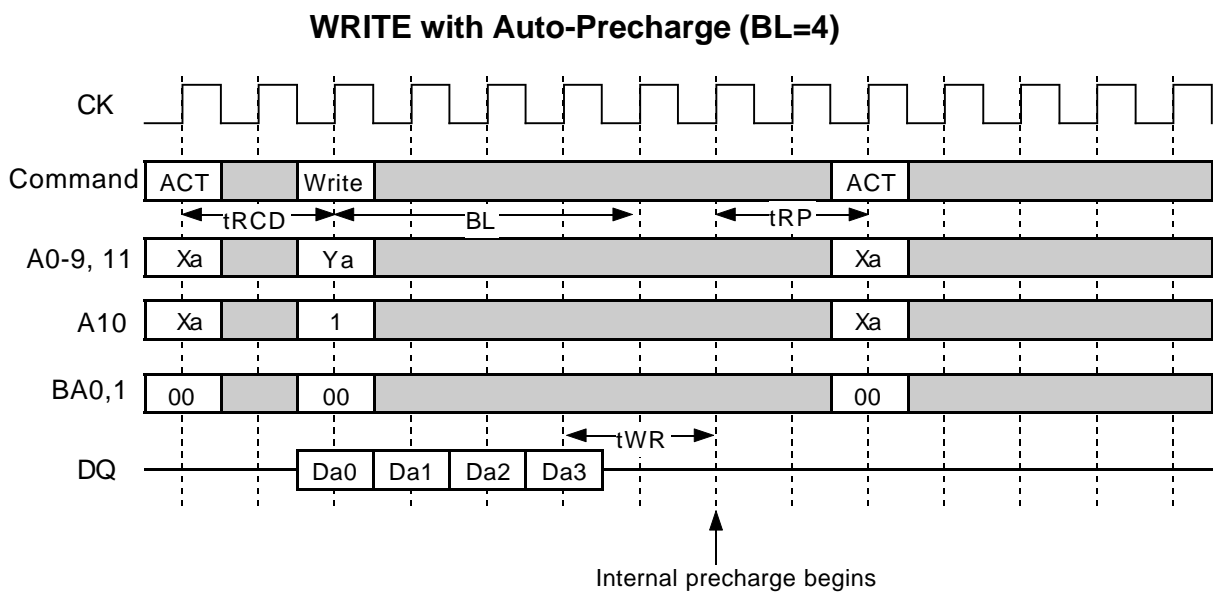 WRITE with Auto-Precharge (BL=4)
CK
Command ACT Write ACT
tRCD BL tRP
A0-9, 11 Xa Ya Xa
A10 Xa 1 Xa
BA0,1 00 00 00
tWR
DQ Da0 Da1 Da2 Da3
Internal precharge begins